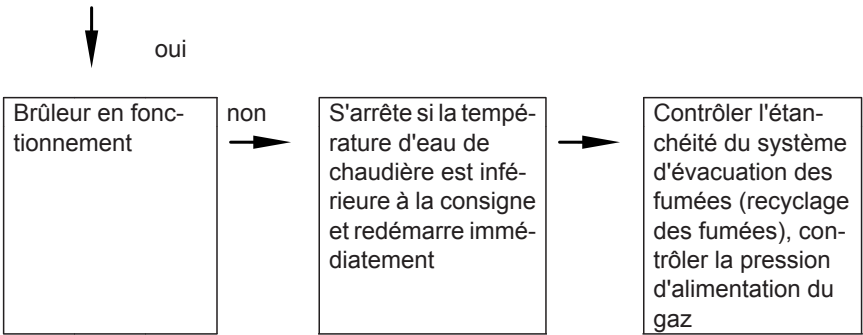 oui
Brûleur en fonc-
tionnement
non
S'arrête si la tempé-
rature d'eau de
chaudière est infé-
rieure à la consigne
et redémarre immé-
diatement
Contrôler l'étan-
chéité du système
d'évacuation des
fumées (recyclage
des fumées), con-
trôler la pression
d'alimentation du
gaz